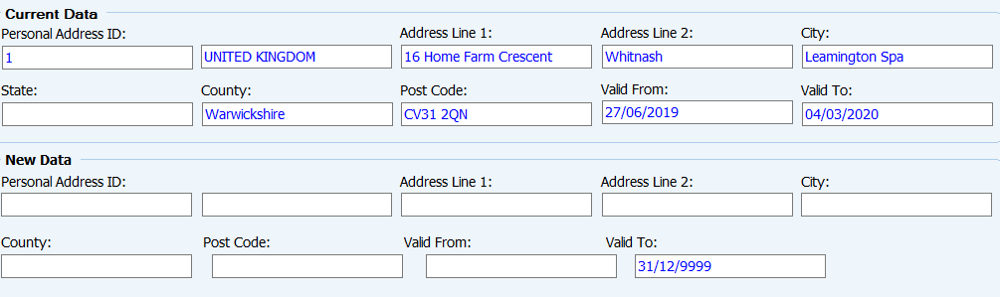 Current Data
Personal Address ID: Address Line 1: Address Line 2: City:
1 UNITED KINGDOM 16 Home Farm Crescent Whitnash Leamington Spa
State: County: Post Code: Valid From: Valid To:
Warwickshire CV31 2QN 27/06/2019 04/03/2020
New Data
Personal Address ID: Address Line 1: Address Line 2: City:
County: Post Code: Valid From: Valid To:
31/12/9999